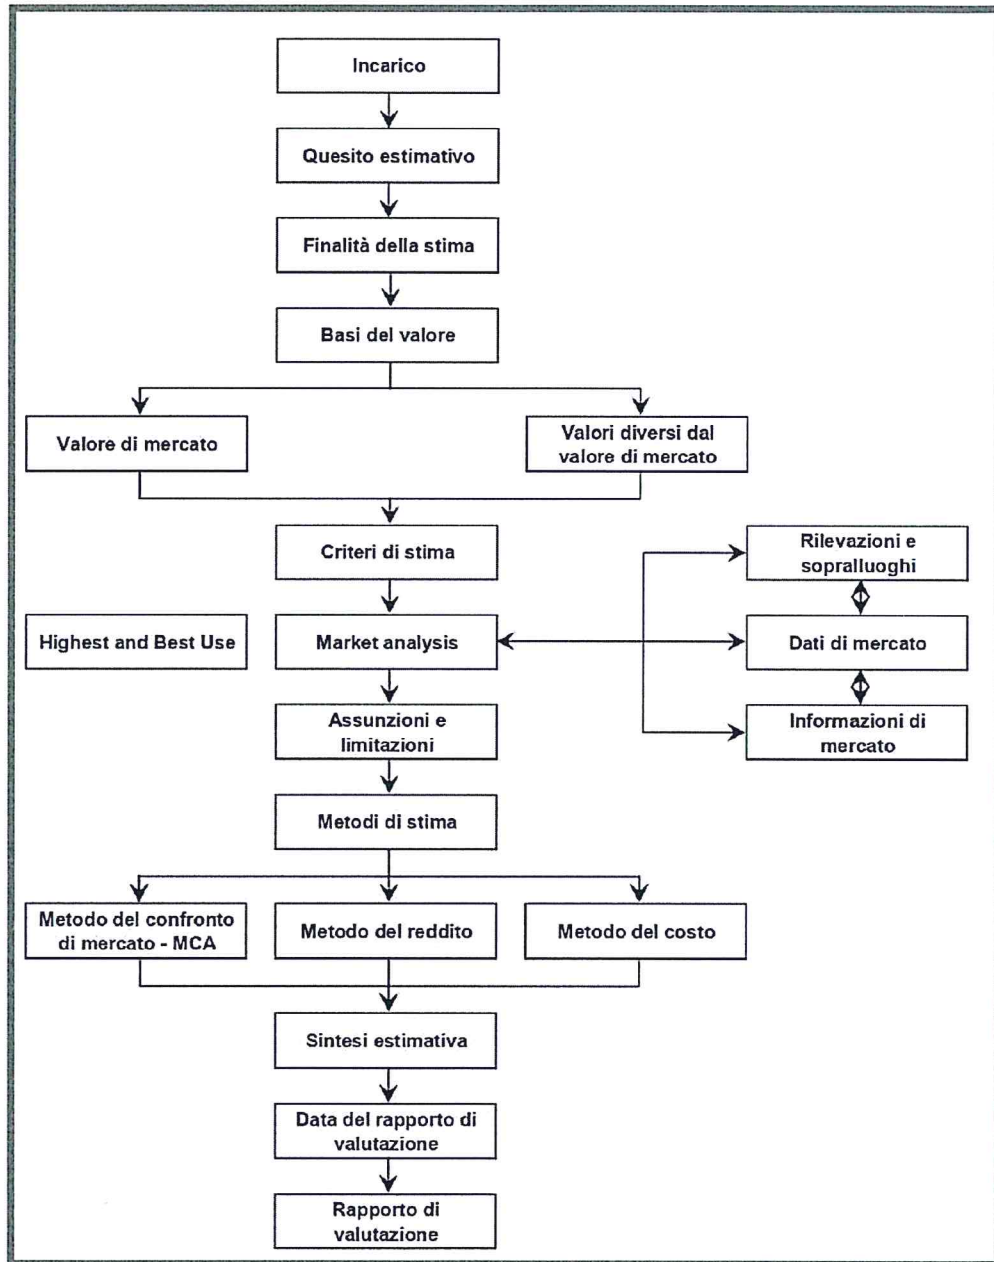 Incarico
Quesito estimativo
Finalità della stima
Basi del valore
Valore di mercato
Valori diversi dal
valore di mercato
Criteri di stima
Rilevazioni e
sopralluoghi
Highest and Best Use
Market analysis
Dati di mercato
Assunzioni e
limitazioni
Informazioni di
mercato
Metodi di stima
Metodo del confronto
di mercato - MCA
Metodo del reddito
Metodo del costo
Sintesi estimativa
Data del rapporto di
valutazione
Rapporto di
valutazione